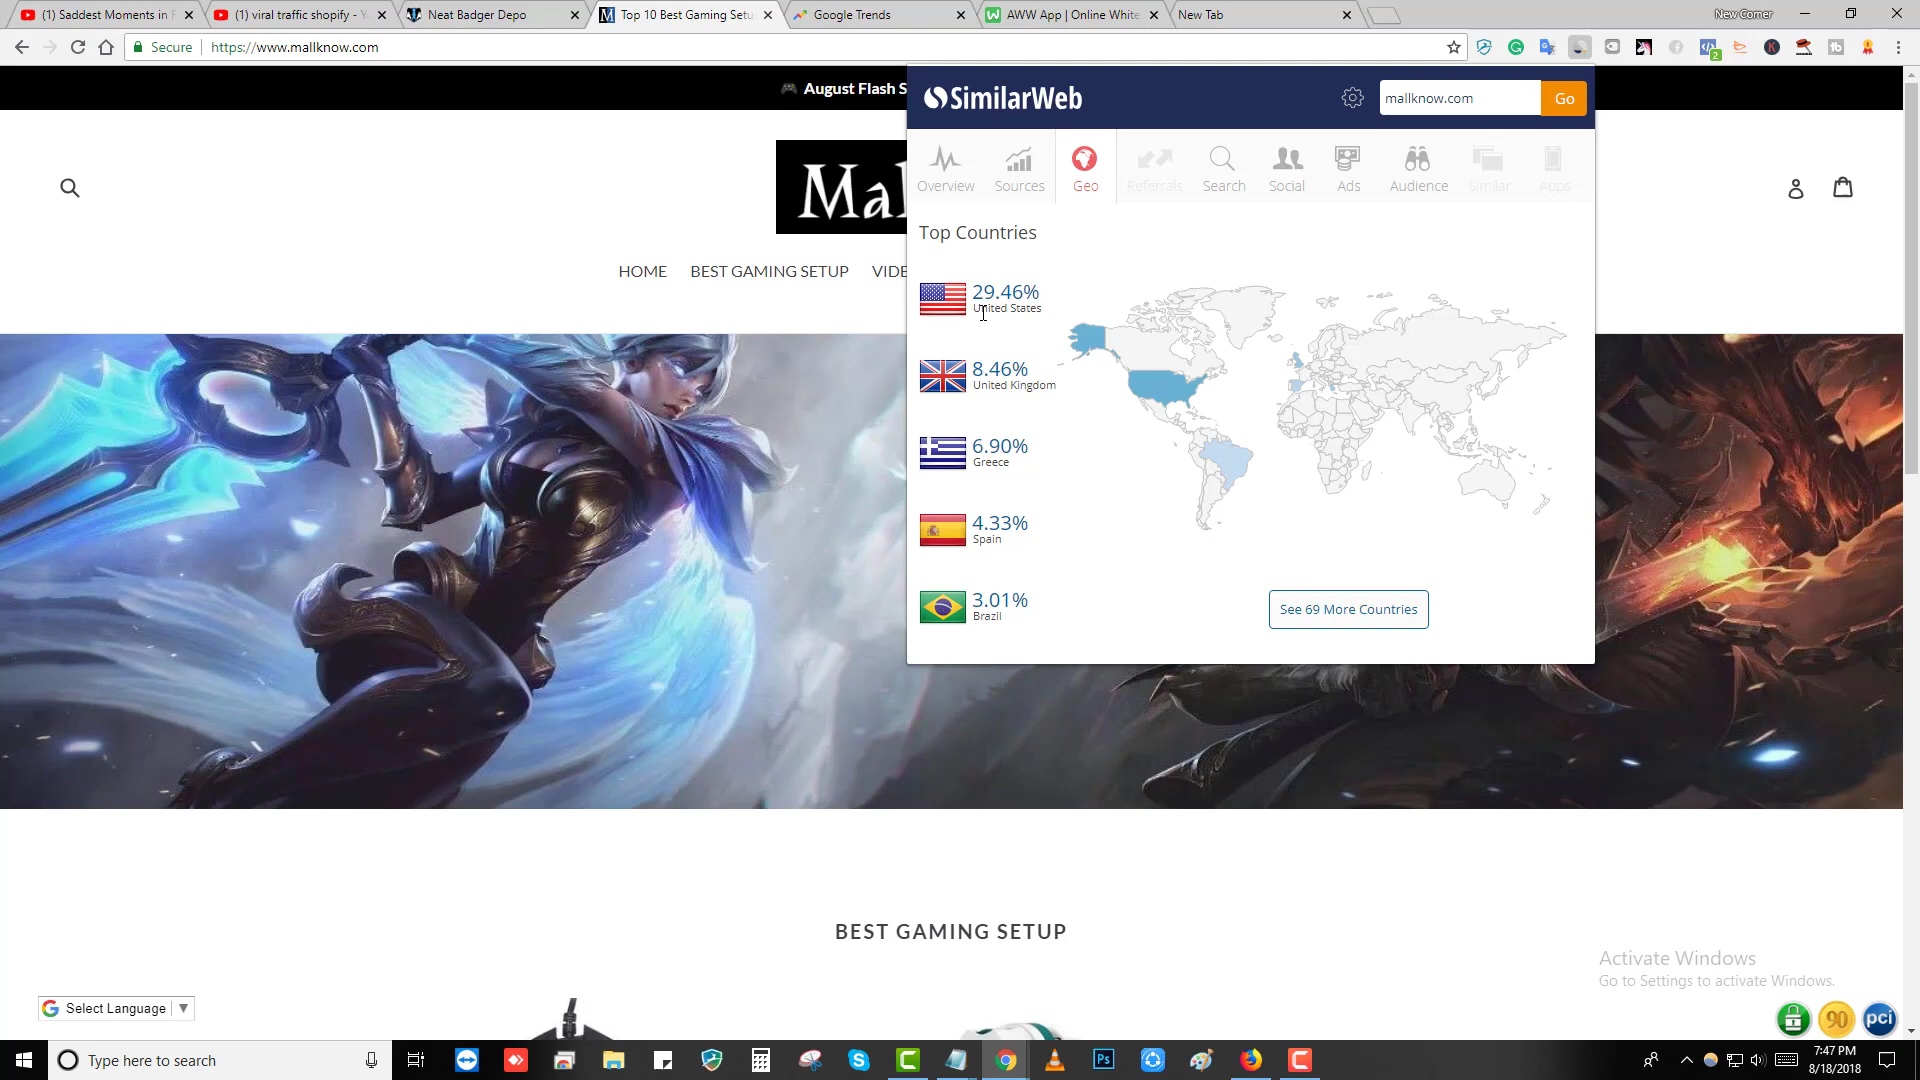 (1) Saddest Moments in F
(1) viral traffic shopify - Y
Neat Badger Depo
Top 10 Best Gaming Setu
Google Trends
AWW App | Online White
New Tab
New Comer
Secure
https://www.mallknow.com
2
August Flash S
Mal
HOME
BEST GAMING SETUP
VIDE
SimilarWeb
mallknow.com
Go
Overview
Sources
Geo
Referrals
Search
Social
Ads
Audience
Similar
Apps
Top Countries
29.46%
United States
8.46%
United Kingdom
6.90%
Greece
4.33%
Spain
3.01%
Brazil
See 69 More Countries
BEST GAMING SETUP
Activate Windows
Go to Settings to activate Windows.
G Select Language ▼
90
pci
Type here to search
Ps
7:47 PM
8/18/2018